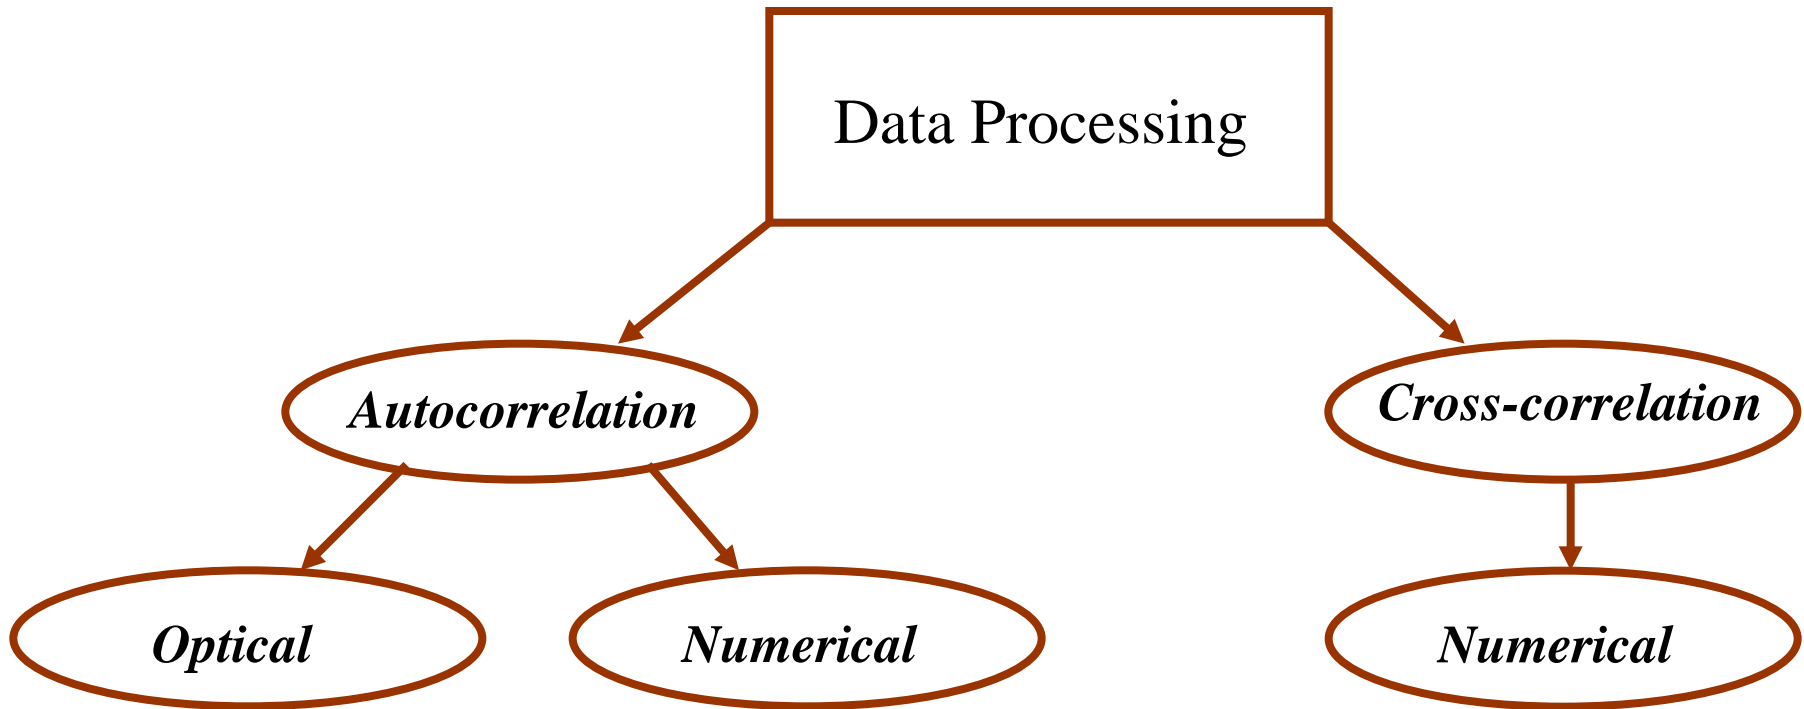 Data Processing
Autocorrelation
Cross-correlation
Optical
Numerical
Numerical